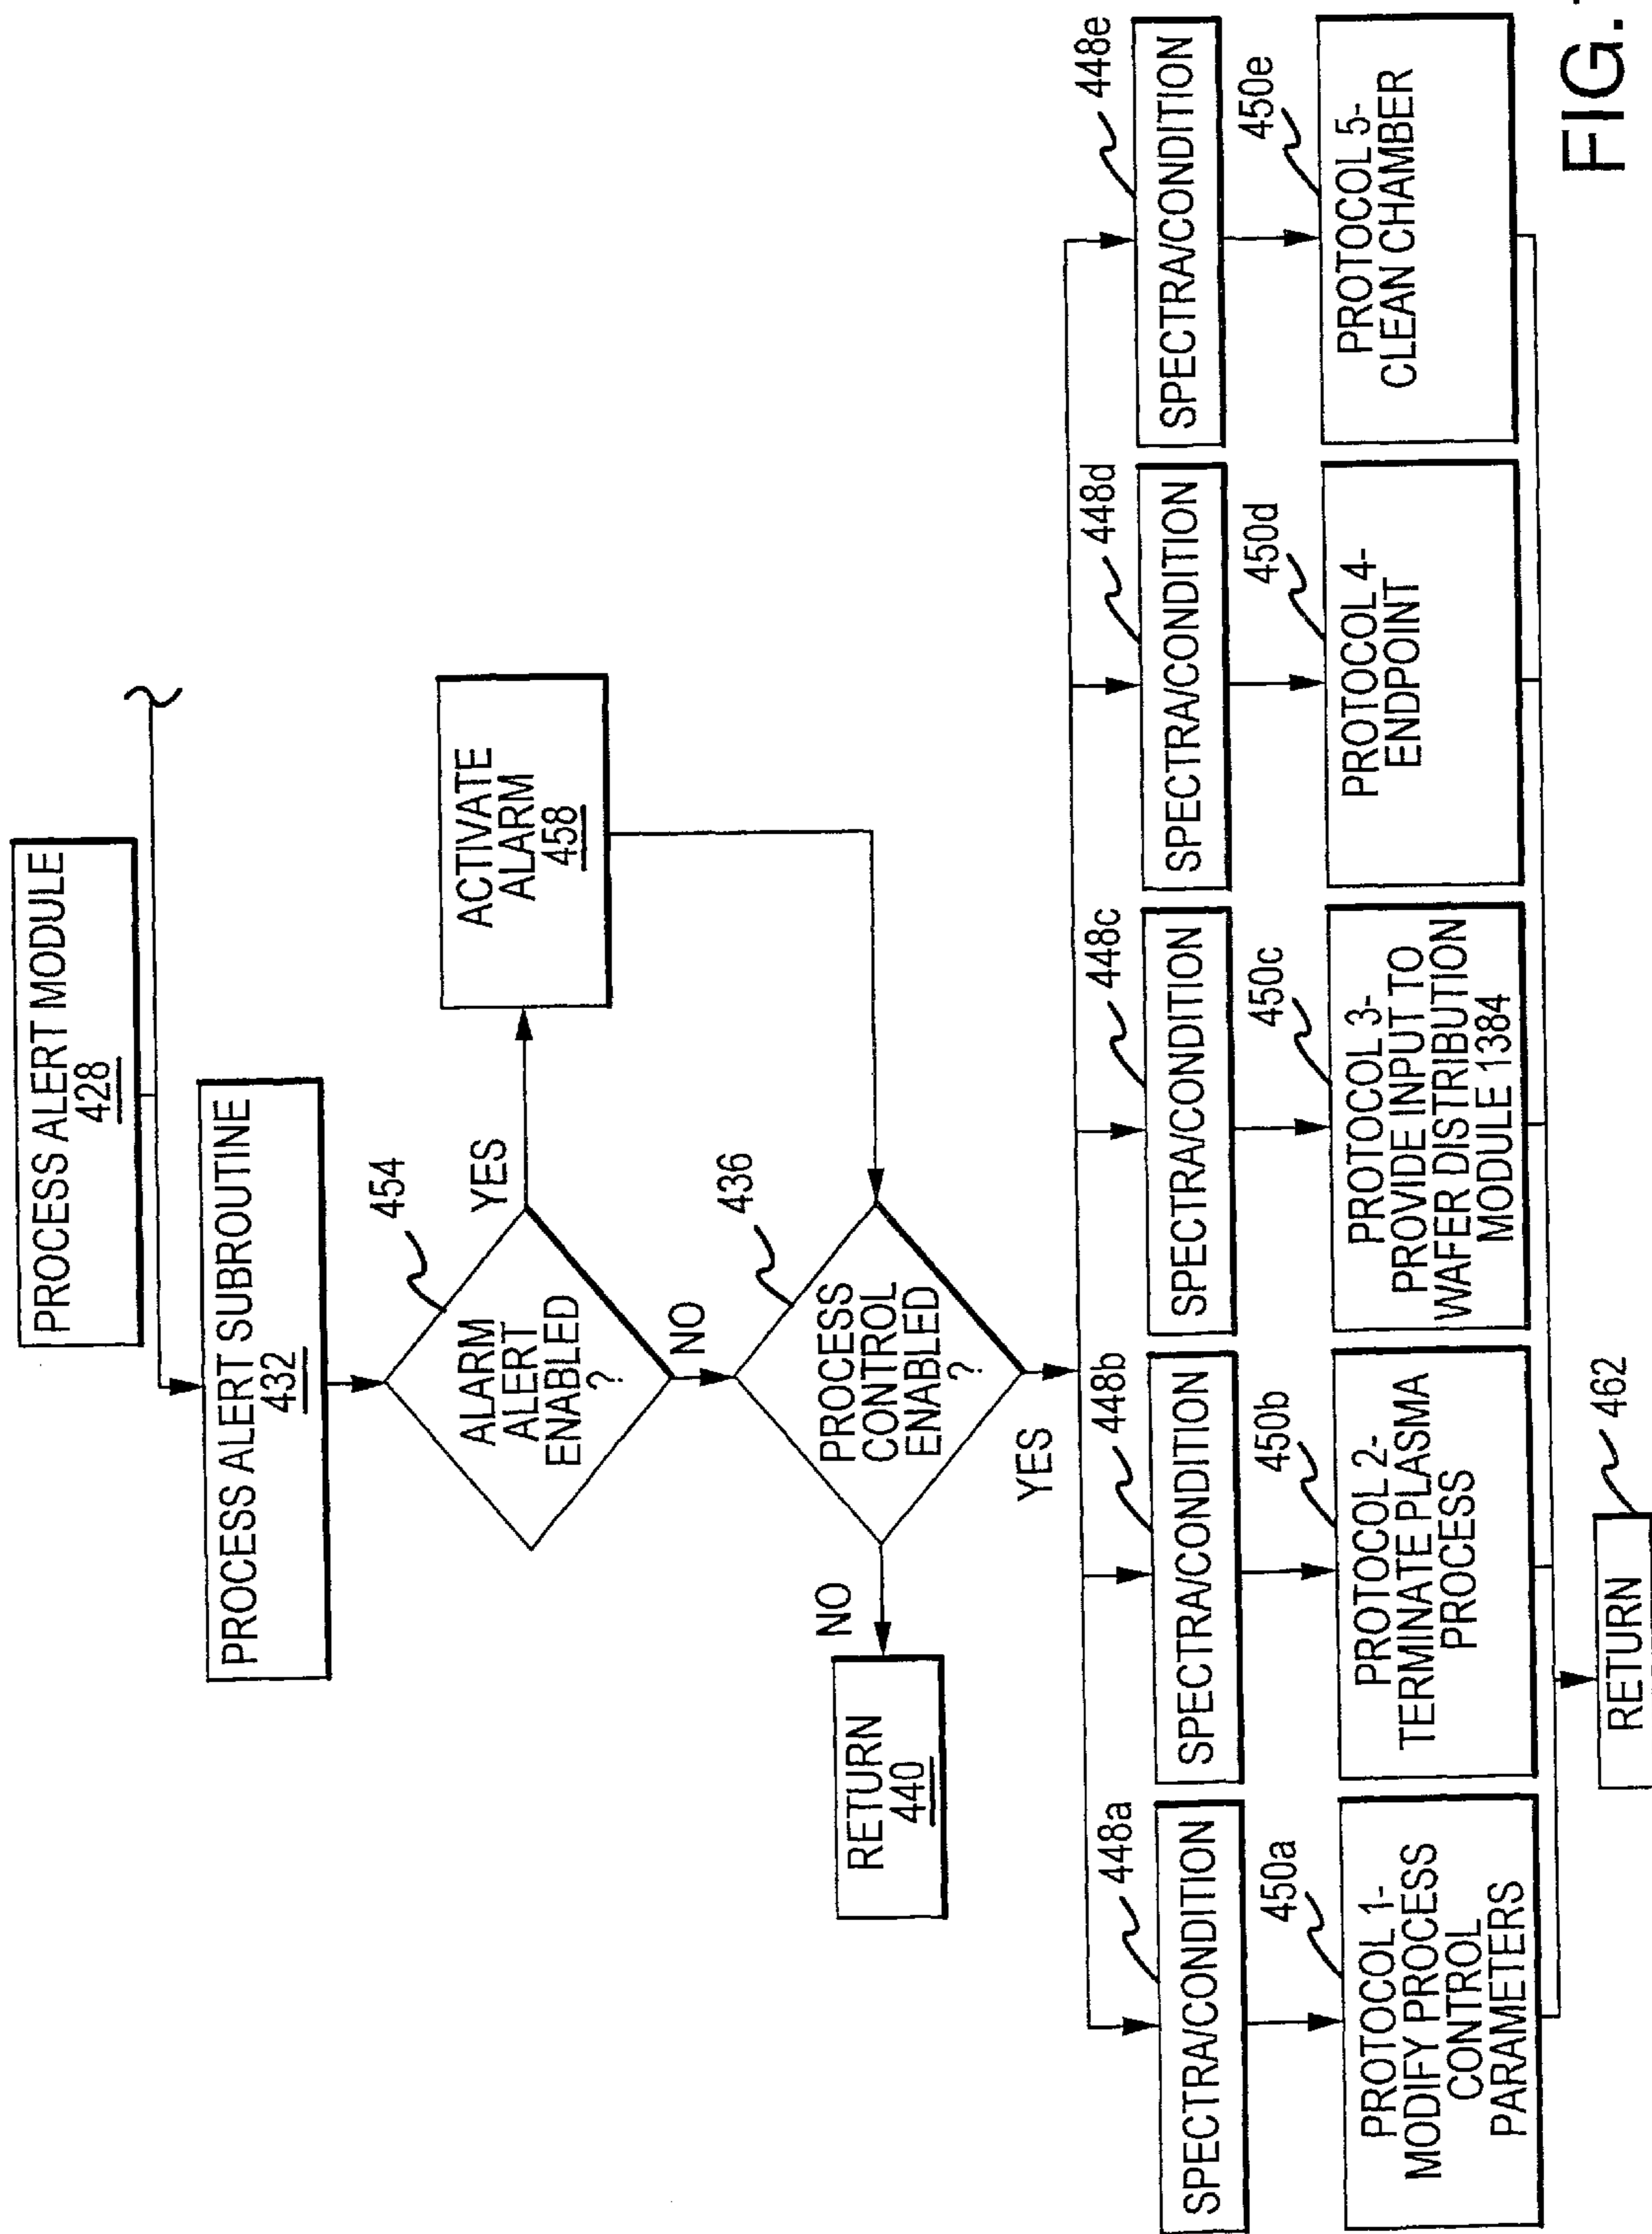 PROCESS ALERT MODULE
428
PROCESS ALERT SUBROUTINE
432
454
ALARM
ALERT
ENABLED
?
YES
NO
ACTIVATE
ALARM
458
436
PROCESS
CONTROL
ENABLED
?
NO
YES
RETURN
440
448a
448b
448c
448d
448e
SPECTRA/CONDITION
SPECTRA/CONDITION
SPECTRA/CONDITION
SPECTRA/CONDITION
SPECTRA/CONDITION
450a
450b
450c
450d
450e
PROTOCOL 1-
MODIFY PROCESS
CONTROL
PARAMETERS
PROTOCOL 2-
TERMINATE PLASMA
PROCESS
PROTOCOL 3-
PROVIDE INPUT TO
WAFER DISTRIBUTION
MODULE 1384
PROTOCOL 4-
ENDPOINT
PROTOCOL 5-
CLEAN CHAMBER
RETURN
462
FIG.